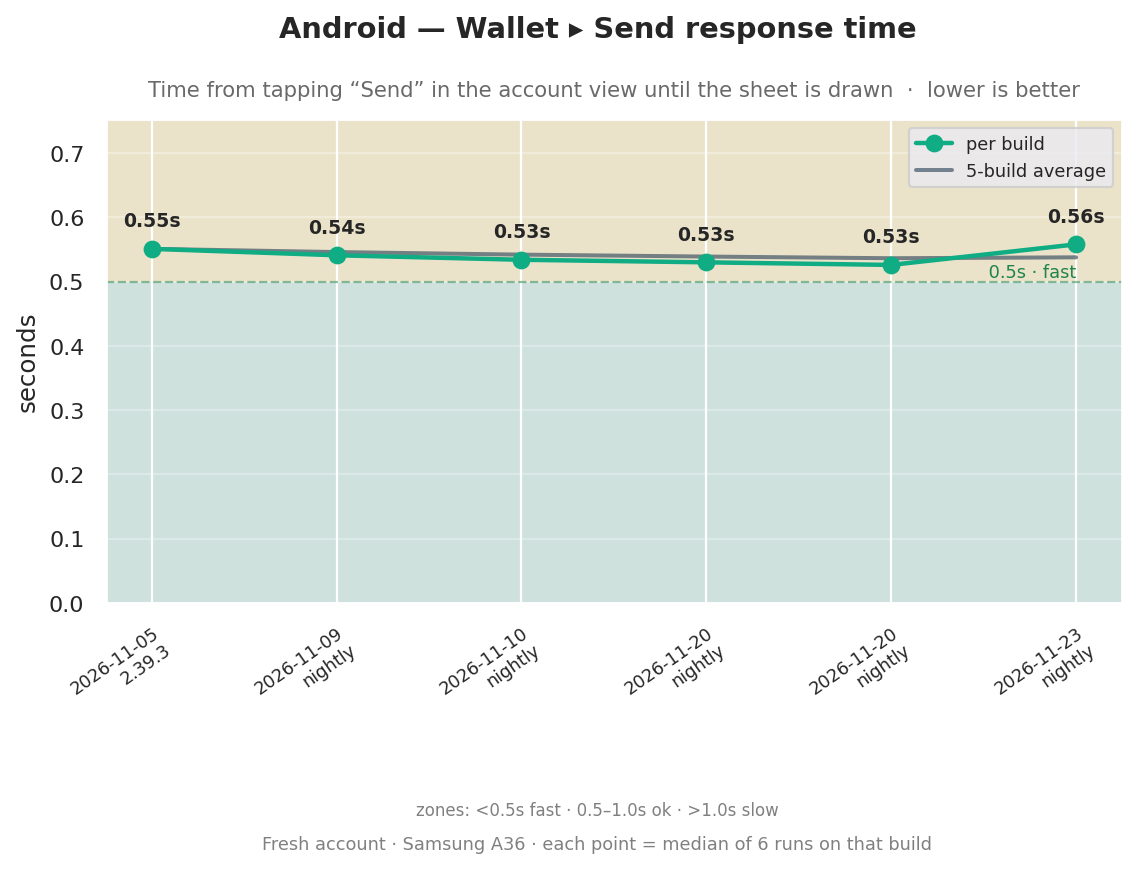 Android — Wallet ▸ Send response time
Time from tapping “Send” in the account view until the sheet is drawn · lower is better
per build
5-build average
0.7
0.6
0.5
0.4
0.3
0.2
0.1
0.0
seconds
0.55s
0.54s
0.53s
0.53s
0.53s
0.56s
0.5s · fast
2026-11-05
2.39.3
2026-11-09
nightly
2026-11-10
nightly
2026-11-20
nightly
2026-11-20
nightly
2026-11-23
nightly
zones: <0.5s fast · 0.5–1.0s ok · >1.0s slow
Fresh account · Samsung A36 · each point = median of 6 runs on that build